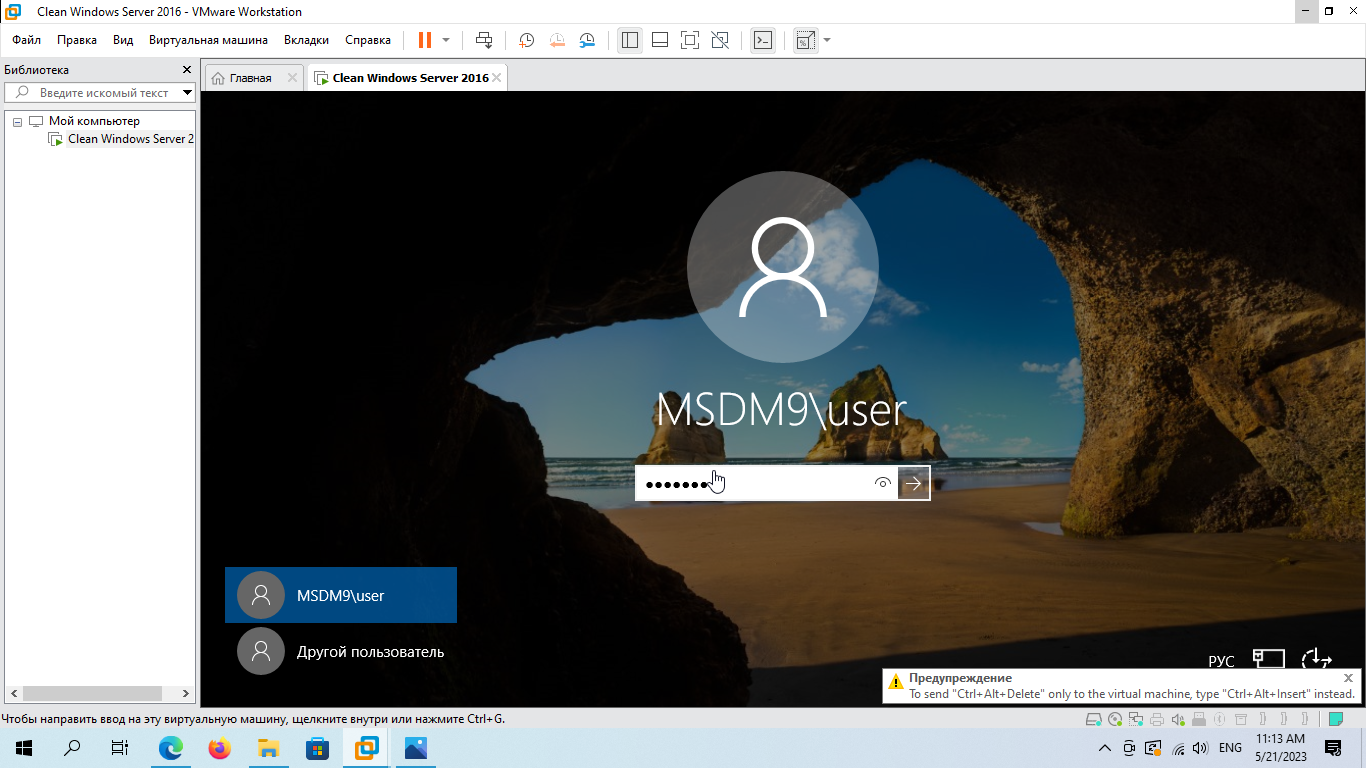 Clean Windows Server 2016 - VMware Workstation
Файл Правка Вид Виртуальная машина Вкладки Справка
Библиотека
Введите искомый текст
Мой компьютер
Clean Windows Server 2
Главная
Clean Windows Server 2016
MSDM9\user
MSDM9\user
Другой пользователь
РУС
Предупреждение
To send "Ctrl+Alt+Delete" only to the virtual machine, type "Ctrl+Alt+Insert" instead.
Чтобы направить ввод на эту виртуальную машину, щелкните внутри или нажмите Ctrl+G.
ENG
11:13 AM
5/21/2023